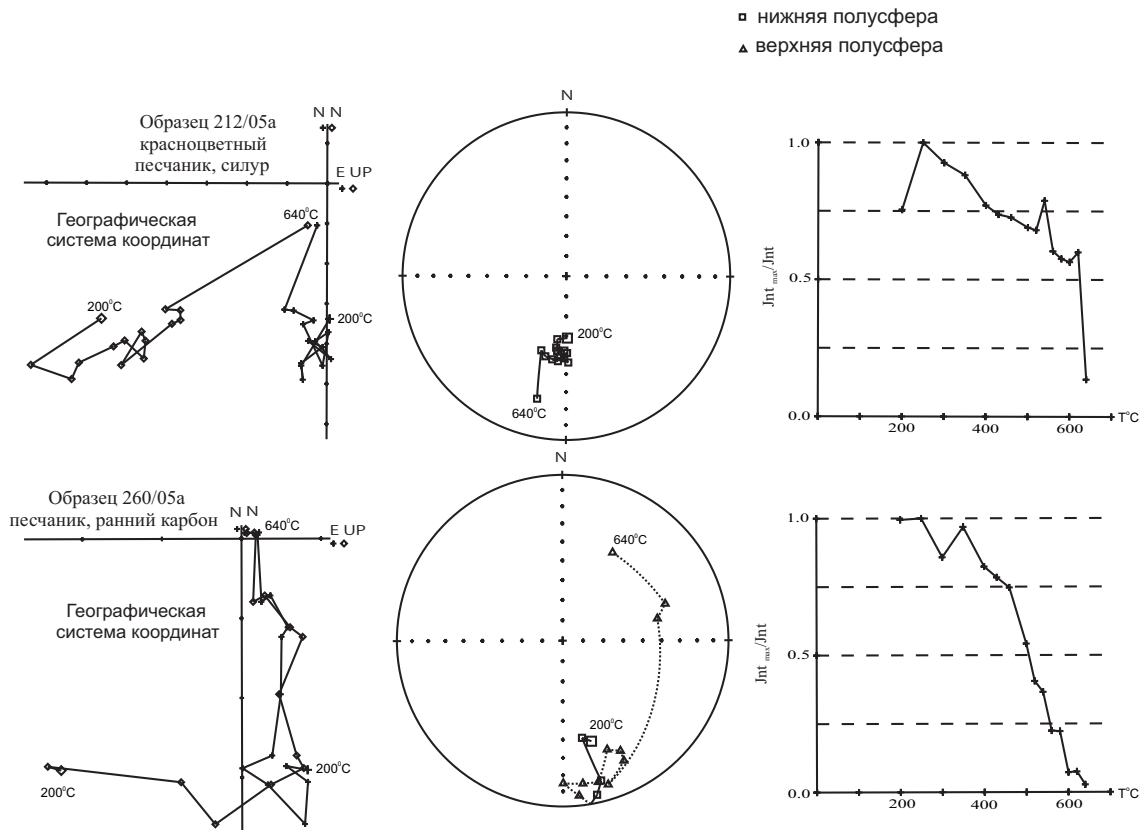 нижняя полусфера
верхняя полусфера
N N
Образец 212/05а
красноцветный
песчаник, силур
E UP
Географическая
система координат
640°C
200°C
200°C
N
200°C
640°C
1.0
0.5
0.0
Jnt max/Jnt
200
400
600
T°C
Образец 260/05а
песчаник, ранний карбон
N N
640°C
E UP
Географическая
система координат
200°C
200°C
N
640°C
200°C
1.0
0.5
0.0
Jnt max/Jnt
200
400
600
T°C